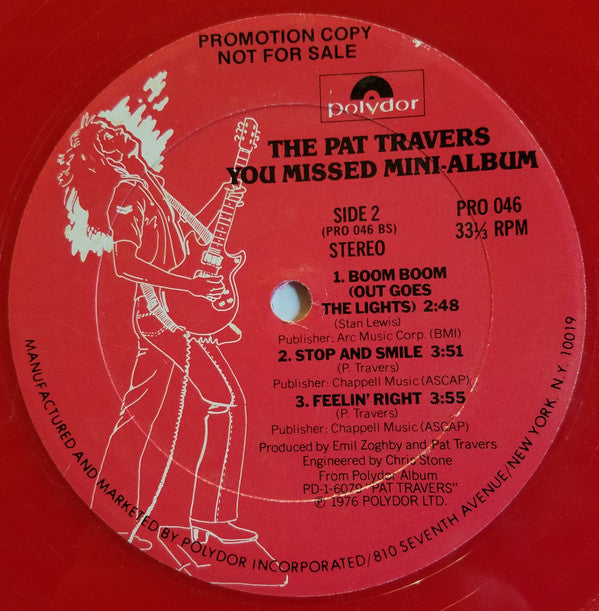 PROMOTION COPY
NOT FOR SALE
polydor
THE PAT TRAVERS
YOU MISSED MINI-ALBUM
SIDE 2
(PRO 046 BS)
STEREO
PRO 046
33⅓ RPM
1. BOOM BOOM
(OUT GOES
THE LIGHTS) 2:48
(Stan Lewis)
Publisher: Arc Music Corp. (BMI)
2. STOP AND SMILE 3:51
(P. Travers)
Publisher: Chappell Music (ASCAP)
3. FEELIN' RIGHT 3:55
(P. Travers)
Publisher: Chappell Music (ASCAP)
Produced by Emil Zoghby and Pat Travers
Engineered by Chris Stone
From Polydor Album
PD-1-6079 "PAT TRAVERS"
℗ 1976 POLYDOR LTD.
MANUFACTURED AND MARKETED BY POLYDOR INCORPORATED/810 SEVENTH AVENUE/NEW YORK, N.Y. 10019